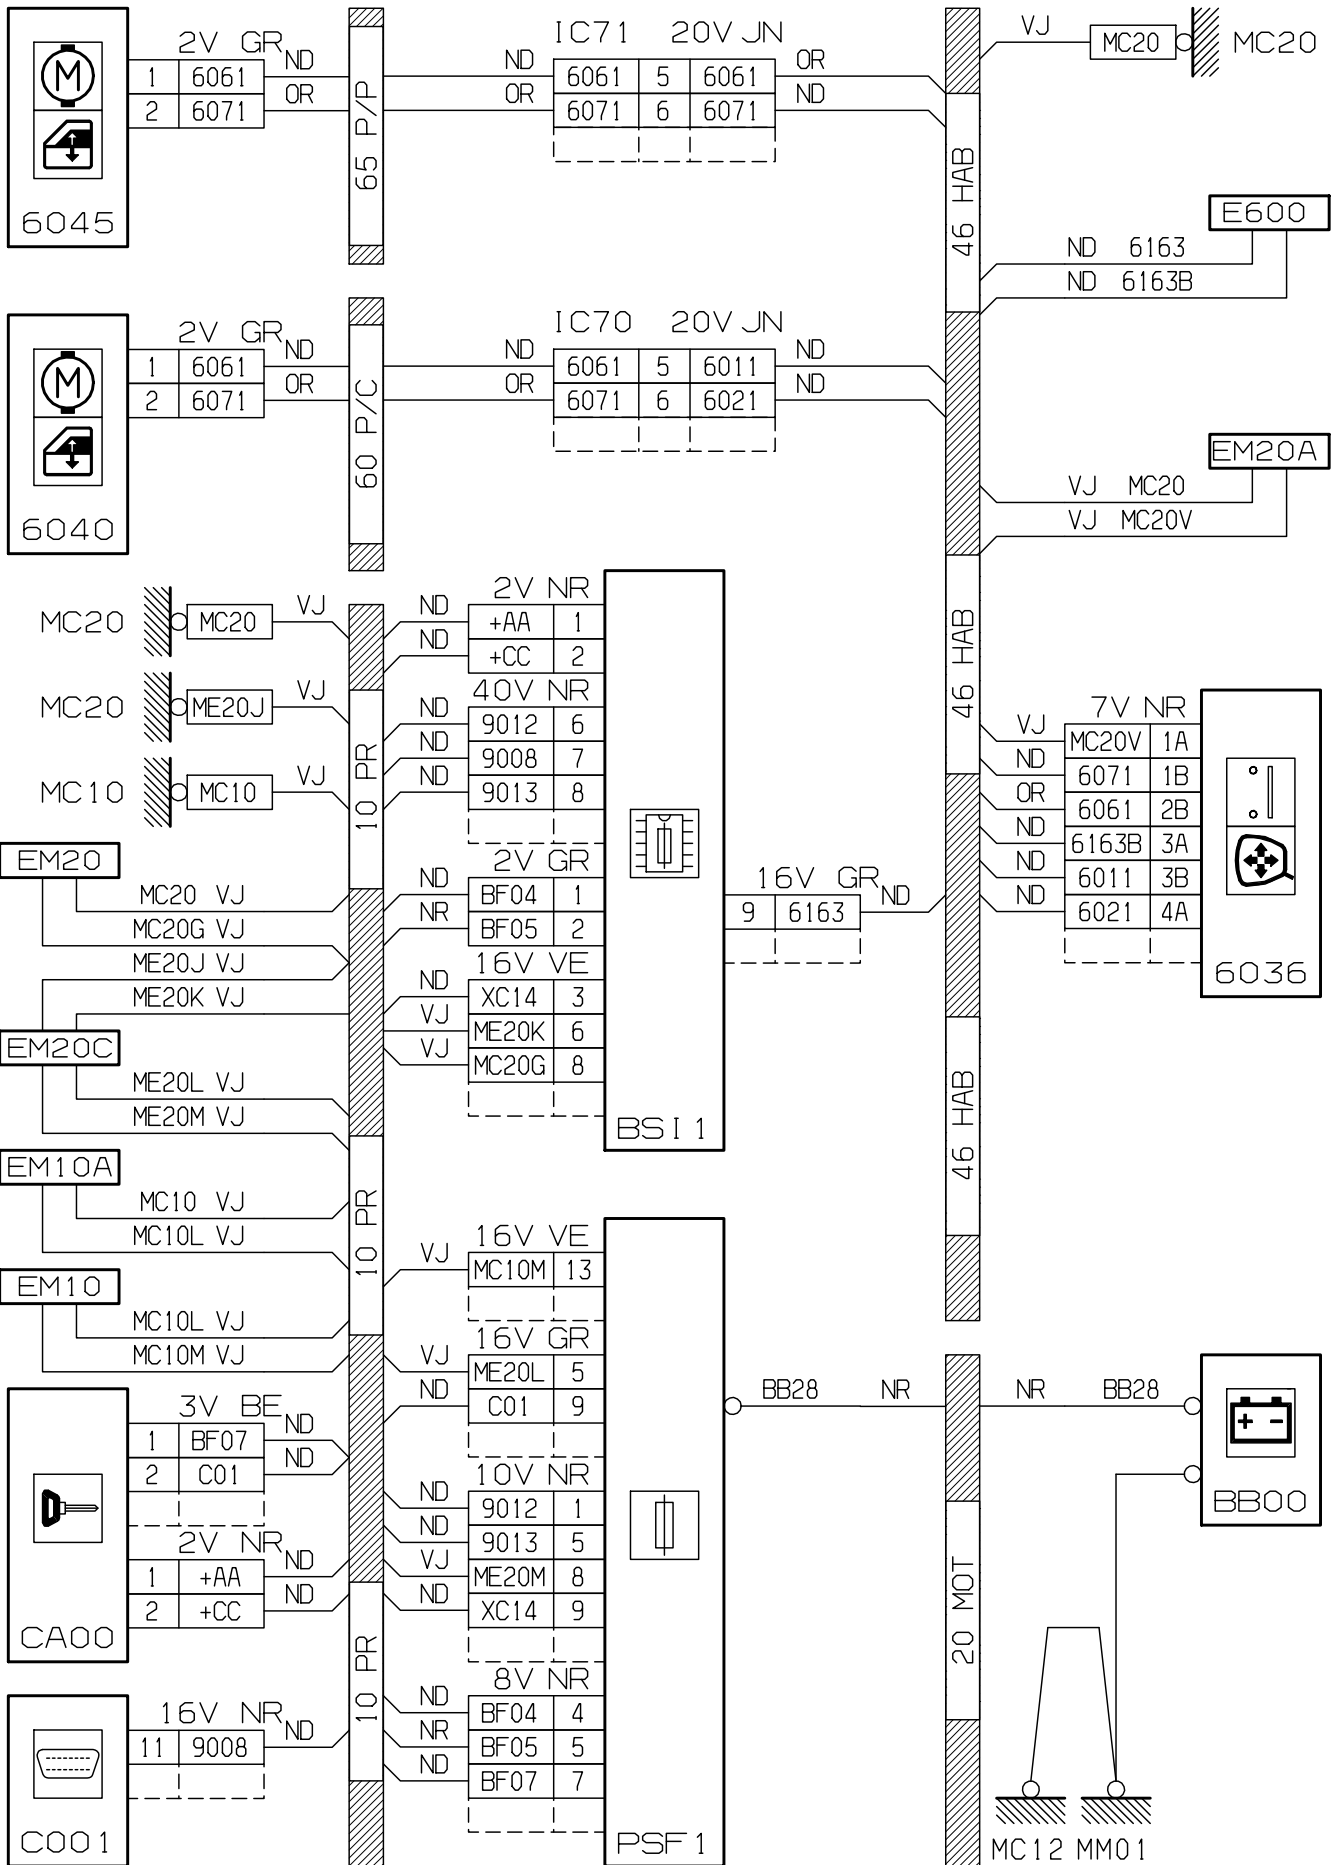 2V GR
1 6061 ND
2 6071 OR
6045
65 P/P
IC71 20V JN
ND 6061 5 6061 OR
OR 6071 6 6071 ND
VJ MC20 MC20
46 HAB
E600
ND 6163
ND 6163B
2V GR
1 6061 ND
2 6071 OR
6040
60 P/C
IC70 20V JN
ND 6061 5 6011 ND
OR 6071 6 6021 ND
EM20A
VJ MC20
VJ MC20V
MC20 MC20 VJ
MC20 ME20J VJ
MC10 MC10 VJ
10 PR
2V NR
ND +AA 1
ND +CC 2
40V NR
ND 9012 6
ND 9008 7
ND 9013 8
2V GR
ND BF04 1
NR BF05 2
16V VE
ND XC14 3
VJ ME20K 6
VJ MC20G 8
BSI1
16V GR
9 6163 ND
46 HAB
7V NR
VJ MC20V 1A
ND 6071 1B
OR 6061 2B
ND 6163B 3A
ND 6011 3B
ND 6021 4A
6036
46 HAB
EM20
MC20 VJ
MC20G VJ
ME20J VJ
ME20K VJ
EM20C
ME20L VJ
ME20M VJ
EM10A
MC10 VJ
MC10L VJ
EM10
MC10L VJ
MC10M VJ
10 PR
16V VE
VJ MC10M 13
16V GR
VJ ME20L 5
ND C01 9
10V NR
ND 9012 1
ND 9013 5
VJ ME20M 8
ND XC14 9
8V NR
ND BF04 4
NR BF05 5
ND BF07 7
PSF1
3V BE
1 BF07 ND
2 C01 ND
2V NR
1 +AA ND
2 +CC ND
CA00
10 PR
16V NR
11 9008 ND
C001
BB28 NR
NR BB28
BB00
20 MOT
MC12 MM01